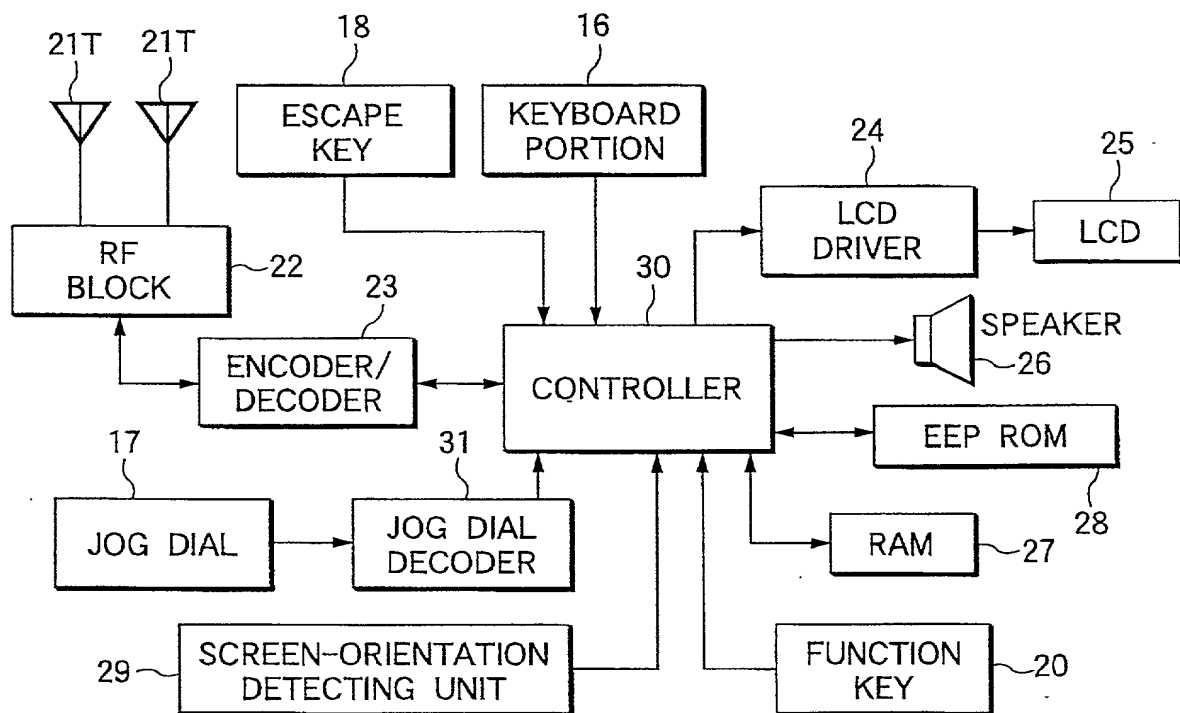 21T
21T
18
16
ESCAPE
KEY
KEYBOARD
PORTION
24
25
LCD
DRIVER
LCD
RF
BLOCK
22
23
30
ENCODER/
DECODER
CONTROLLER
SPEAKER
26
EEP ROM
28
17
31
JOG DIAL
JOG DIAL
DECODER
RAM
27
29
SCREEN-ORIENTATION
DETECTING UNIT
FUNCTION
KEY
20